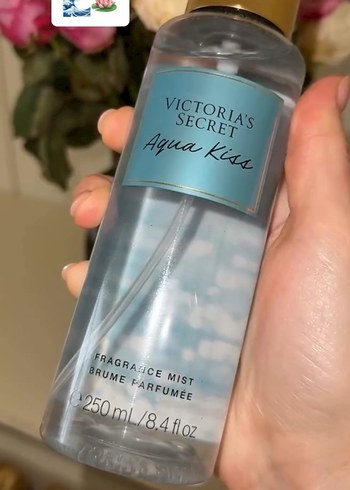 VICTORIA'S
SECRET
Aqua Kiss
FRAGRANCE MIST
BRUME PARFUMÉE
e 250 mL/8.4 fl oz